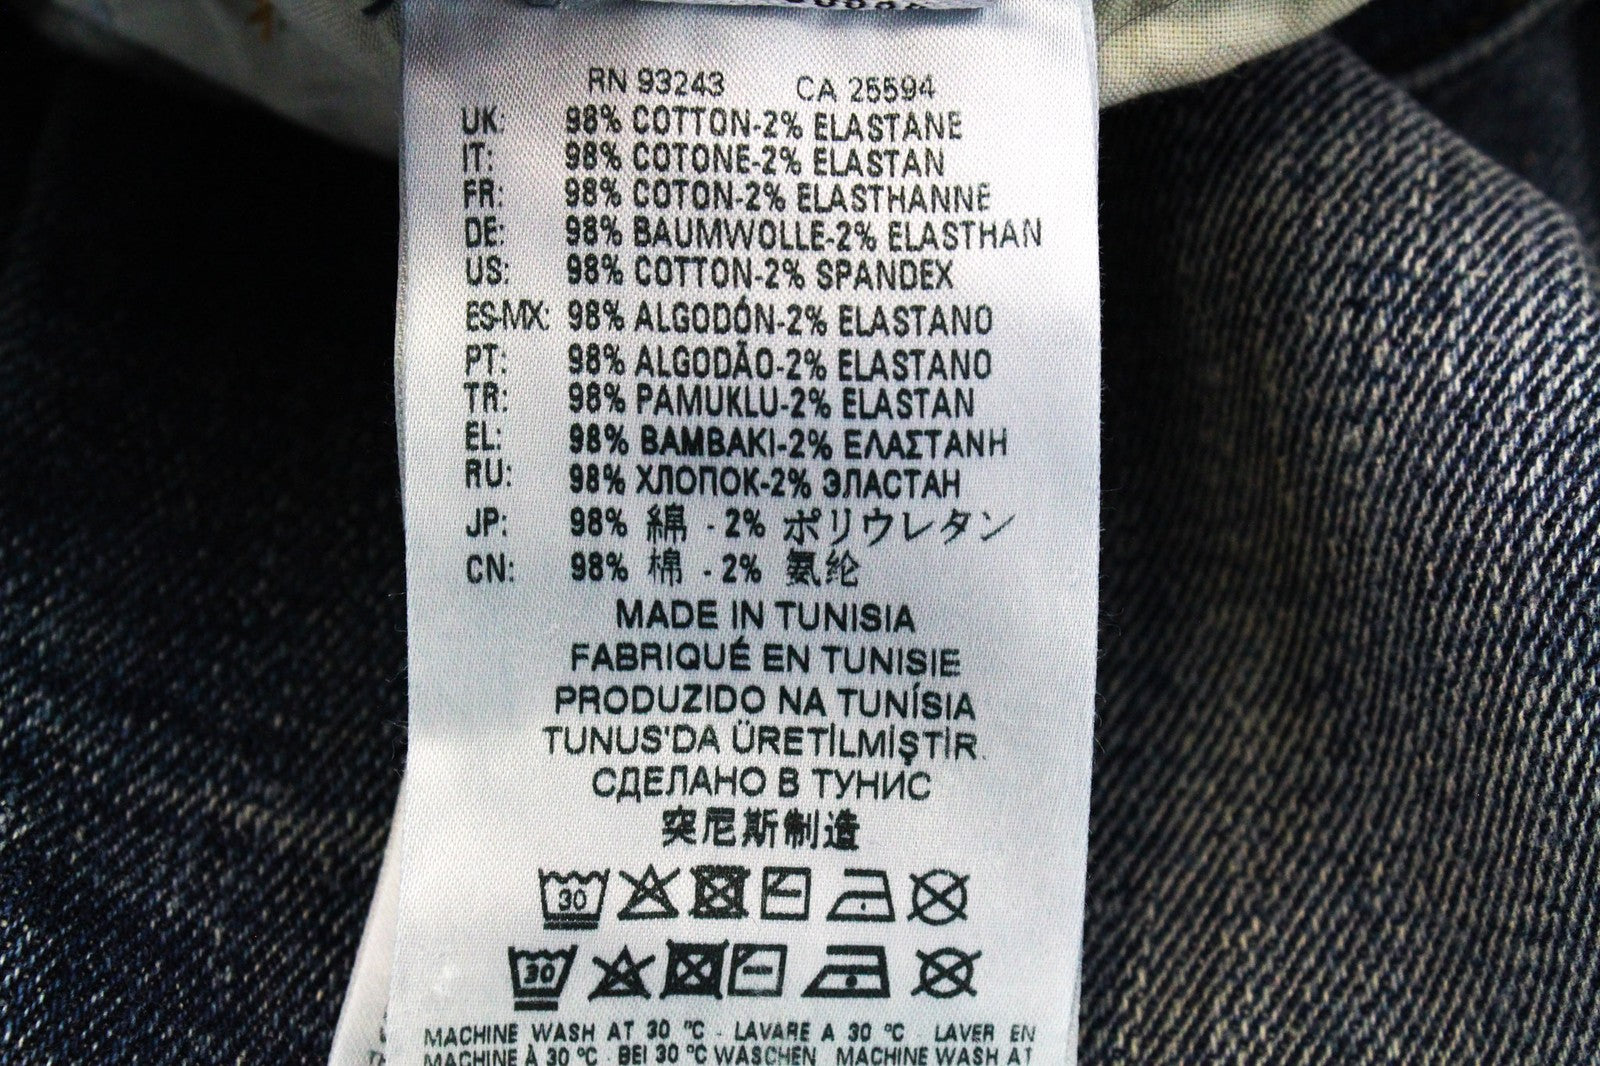 RN 93243 CA 25594
UK: 98% COTTON-2% ELASTANE
IT: 98% COTONE-2% ELASTAN
FR: 98% COTON-2% ELASTHANNE
DE: 98% BAUMWOLLE-2% ELASTHAN
US: 98% COTTON-2% SPANDEX
ES-MX: 98% ALGODÓN-2% ELASTANO
PT: 98% ALGODÃO-2% ELASTANO
TR: 98% PAMUKLU-2% ELASTAN
EL: 98% ΒΑΜΒΑΚΙ-2% ΕΛΑΣΤΑΝΗ
RU: 98% ХЛОПОК-2% ЭЛАСТАН
JP: 98% 綿 - 2% ポリウレタン
CN: 98% 棉 - 2% 氨纶
MADE IN TUNISIA
FABRIQUÉ EN TUNISIE
PRODUZIDO NA TUNÍSIA
TUNUS'DA ÜRETİLMİŞTİR.
СДЕЛАНО В ТУНИС
突尼斯制造
30
30
MACHINE WASH AT 30 ºC - LAVARE A 30 ºC - LAVER EN
MACHINE À 30 ºC - BEI 30 ºC WASCHEN MACHINE WASH AT